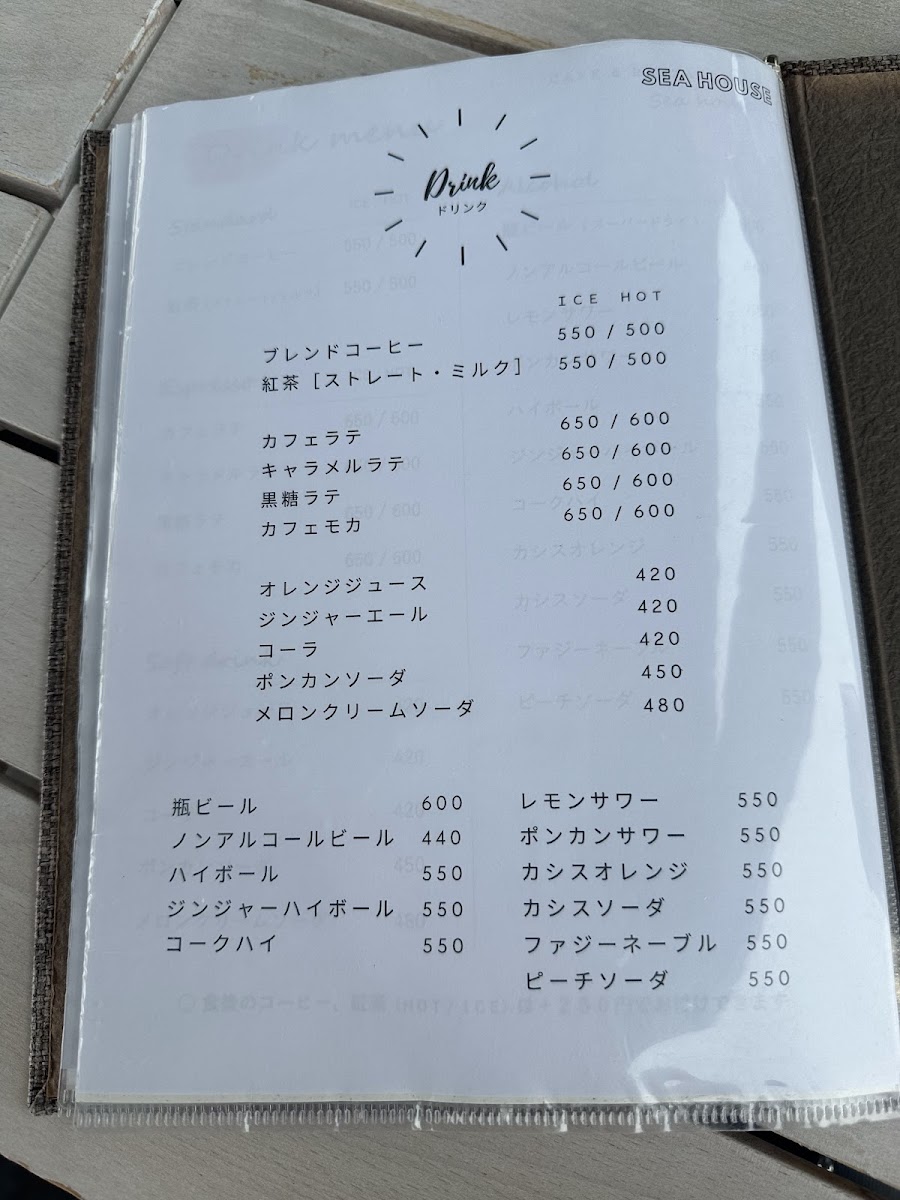 SEA HOUSE
Drink
ドリンク
ICE HOT
ブレンドコーヒー 550 / 500
紅茶［ストレート・ミルク］ 550 / 500
カフェラテ 650 / 600
キャラメルラテ 650 / 600
黒糖ラテ 650 / 600
カフェモカ 650 / 600
オレンジジュース 420
ジンジャーエール 420
コーラ 420
ポンカンソーダ 450
メロンクリームソーダ 480
瓶ビール 600
ノンアルコールビール 440
ハイボール 550
ジンジャーハイボール 550
コークハイ 550
レモンサワー 550
ポンカンサワー 550
カシスオレンジ 550
カシスソーダ 550
ファジーネーブル 550
ピーチソーダ 550